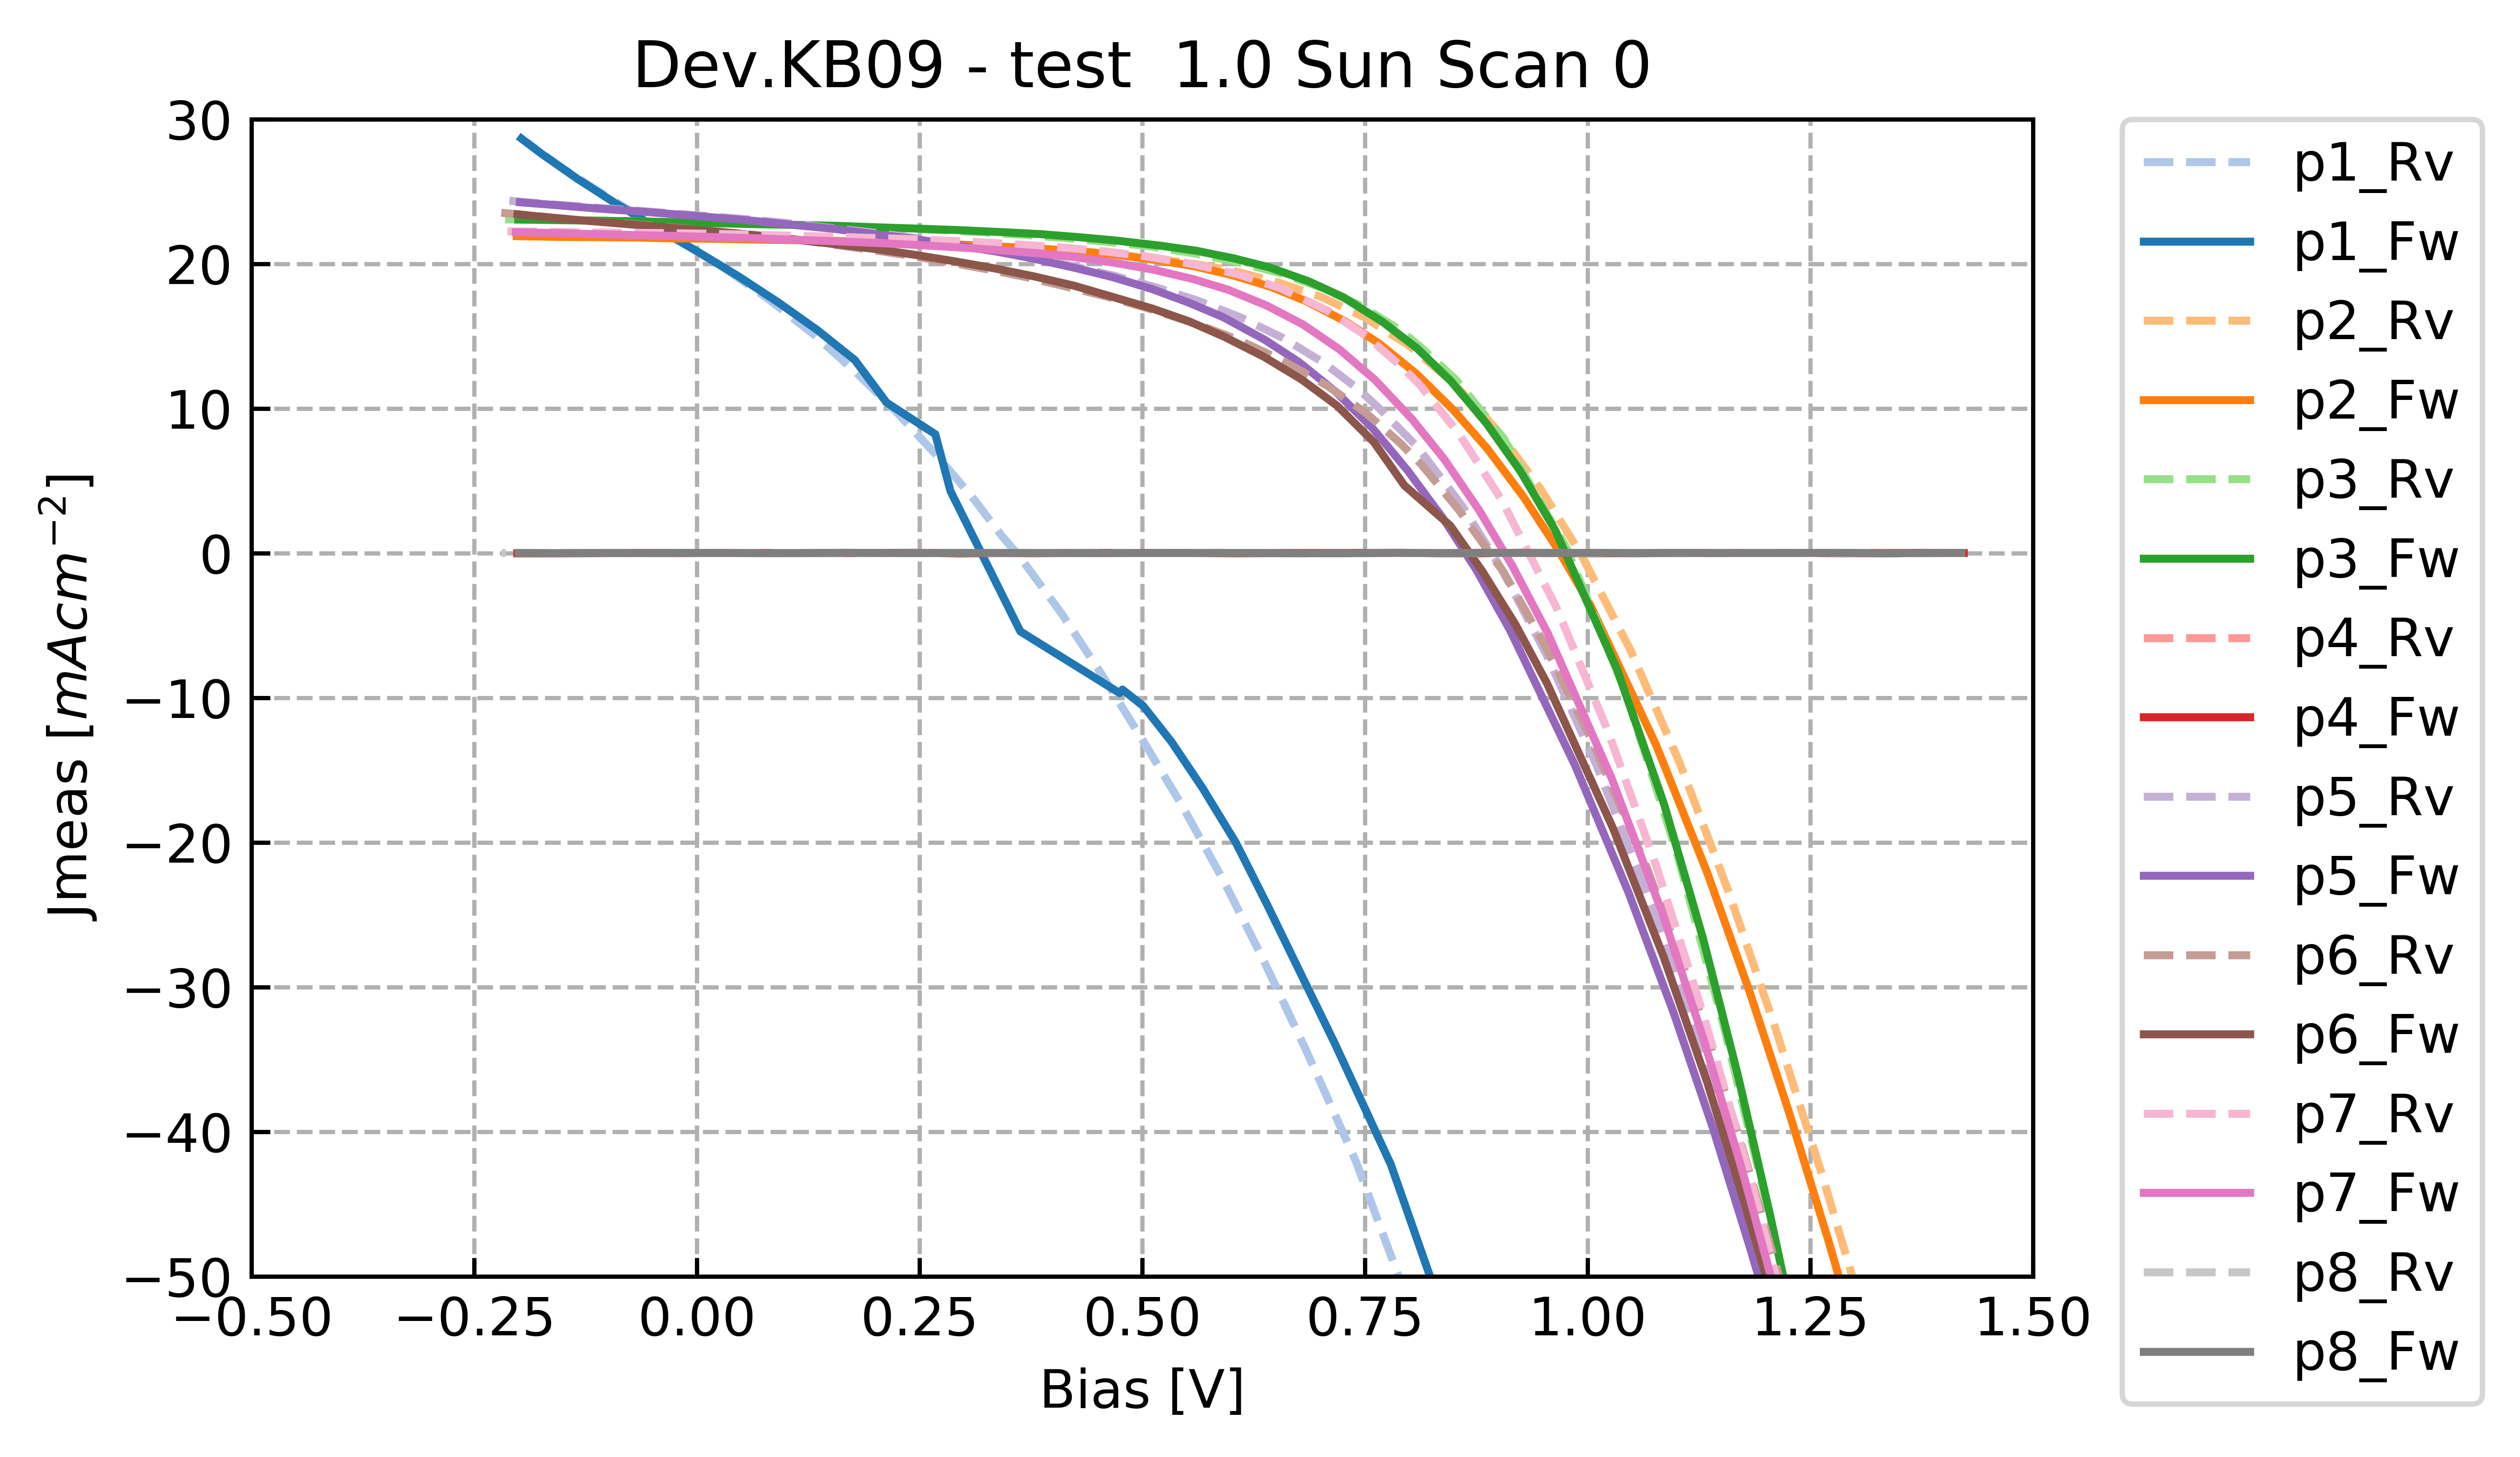 Dev.KB09 - test  1.0 Sun Scan 0
30
20
10
0
−10
−20
−30
−40
−50
Jmeas [mAcm⁻²]
−0.50 −0.25 0.00 0.25 0.50 0.75 1.00 1.25 1.50
Bias [V]
p1_Rv
p1_Fw
p2_Rv
p2_Fw
p3_Rv
p3_Fw
p4_Rv
p4_Fw
p5_Rv
p5_Fw
p6_Rv
p6_Fw
p7_Rv
p7_Fw
p8_Rv
p8_Fw